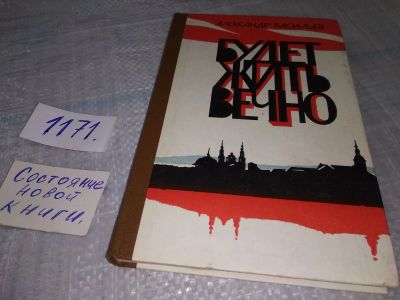 АЛЕКСАНДР ВАСИЛЬЕВ
БУДЕТ
ЖИТЬ
ВЕЧНО
1171.
Состояние
новой
книги.